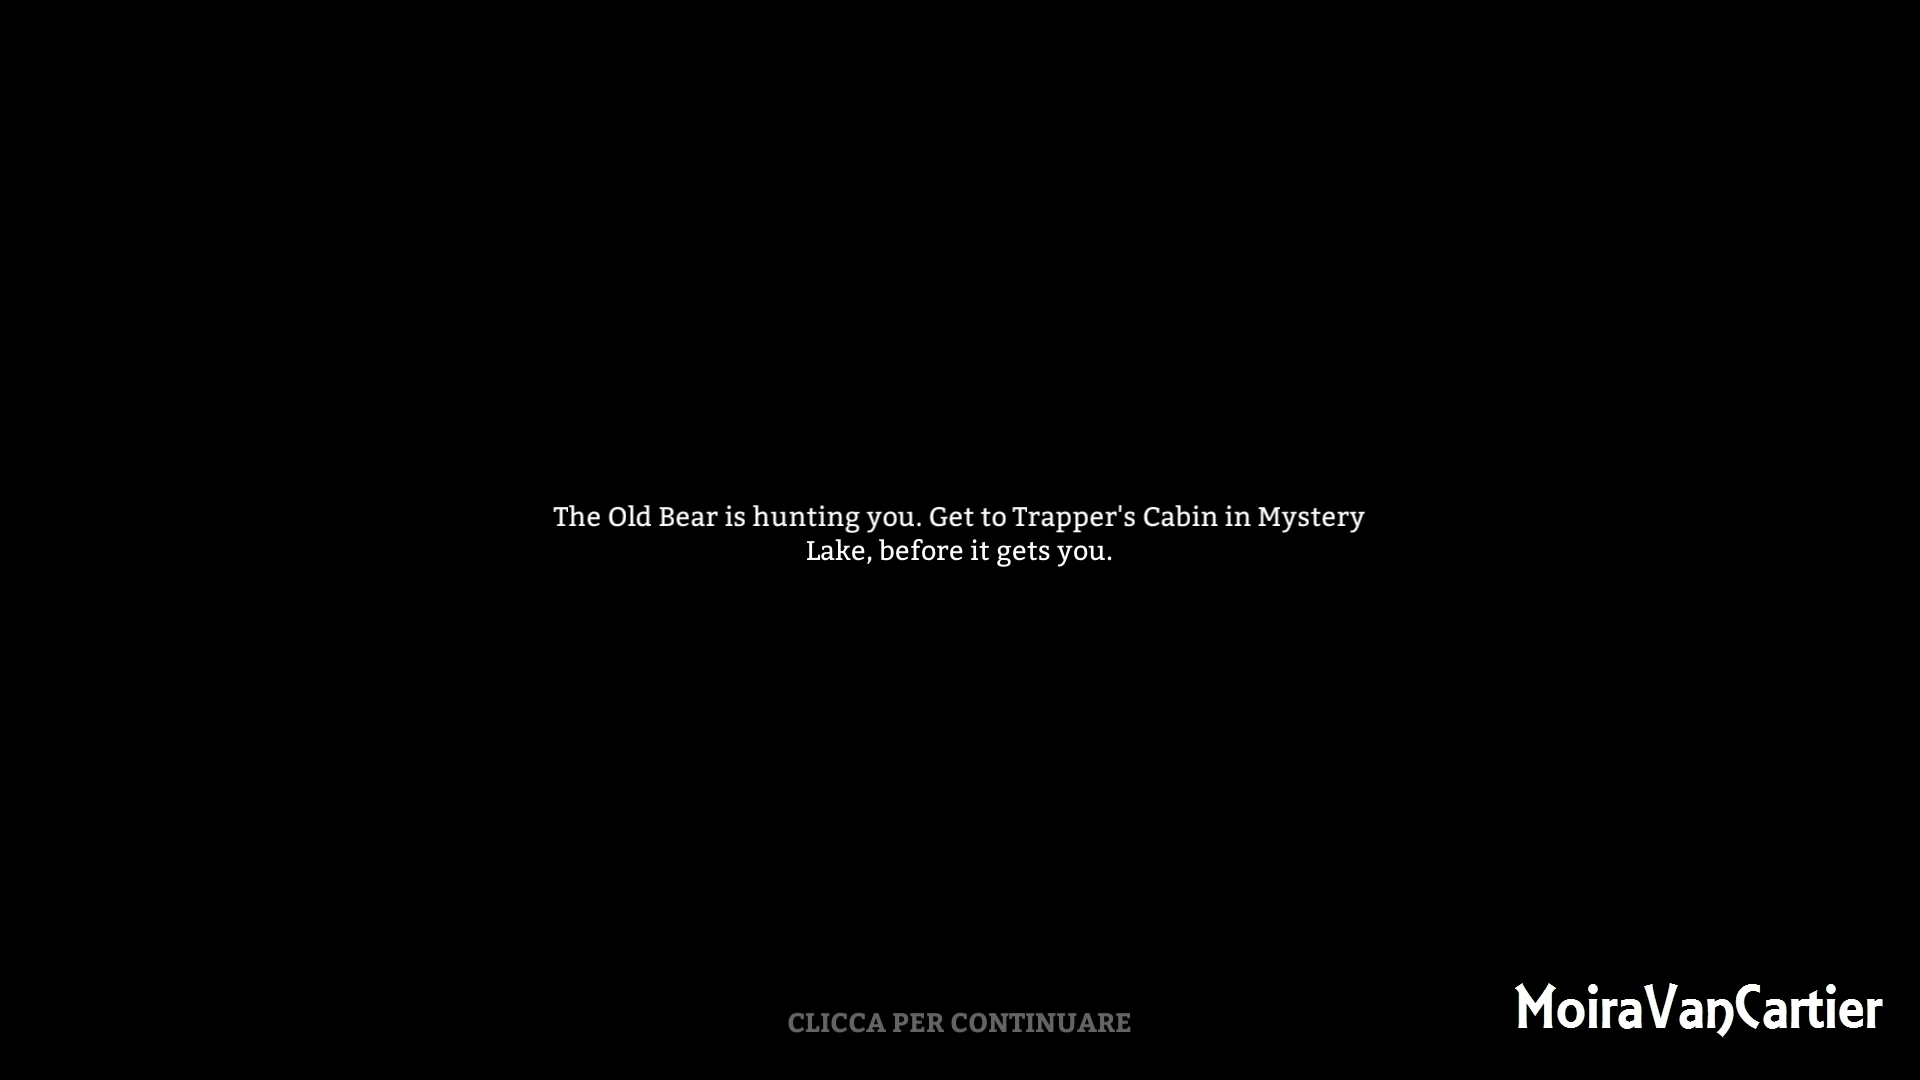 The Old Bear is hunting you. Get to Trapper's Cabin in Mystery
Lake, before it gets you.
CLICCA PER CONTINUARE
MoiraVanCartier